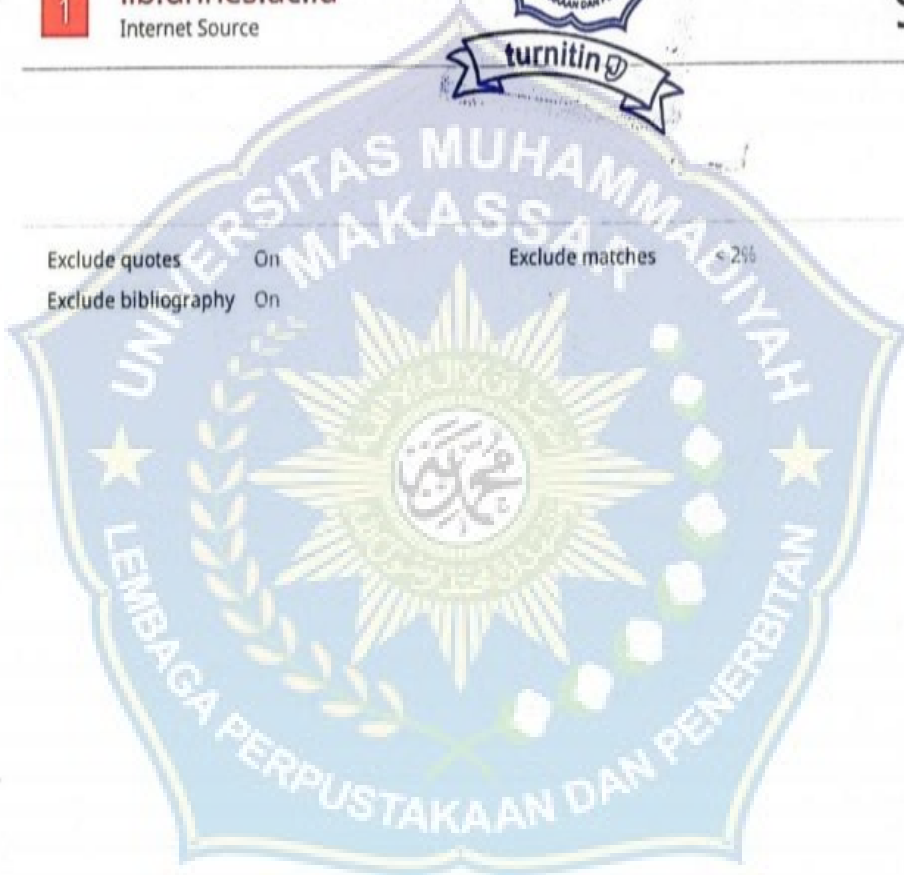 1
Internet Source
turnitin
Exclude quotes On
Exclude matches < 2%
Exclude bibliography On
UNIVERSITAS MUHAMMADIYAH
MAKASSAR
LEMBAGA PERPUSTAKAAN DAN PENERBITAN